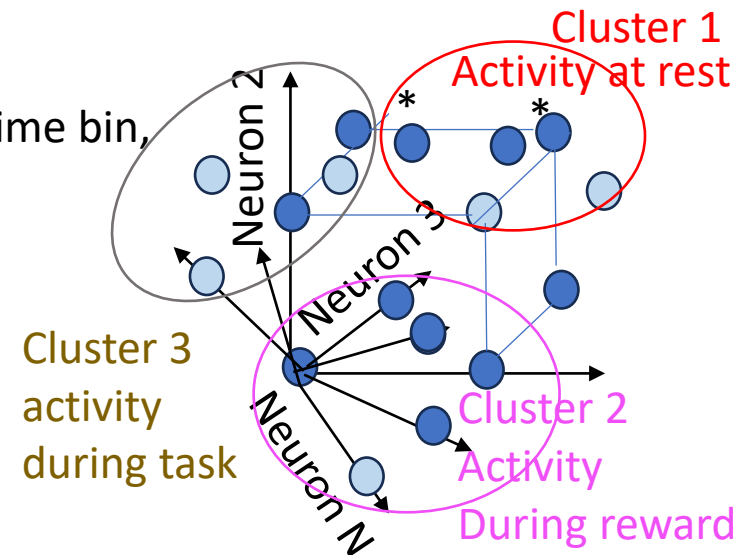 Cluster 1
Activity at rest
*
*
ime bin,
Neuron 2
Neuron 3
Cluster 3
activity
during task
Cluster 2
Activity
During reward
Neuron N